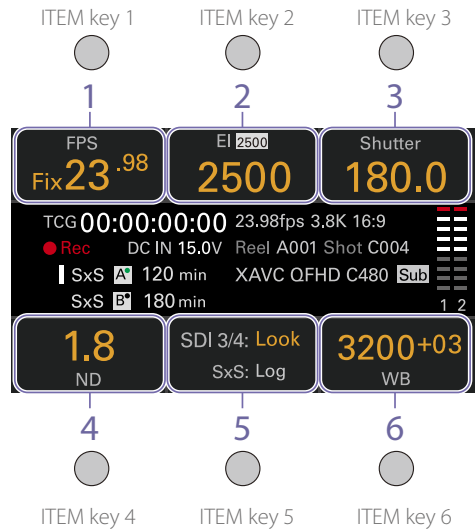 ITEM key 1 ITEM key 2 ITEM key 3
1 2 3
FPS EI 2500 Shutter
Fix23.98 2500 180.0
TCG 00:00:00:00 23.98fps 3.8K 16:9
Rec DC IN 15.0V Reel A001 Shot C004
SxS A 120 min XAVC QFHD C480 Sub
SxS B 180 min 1 2
1.8 SDI 3/4: Look 3200+03
ND SxS: Log WB
4 5 6
ITEM key 4 ITEM key 5 ITEM key 6